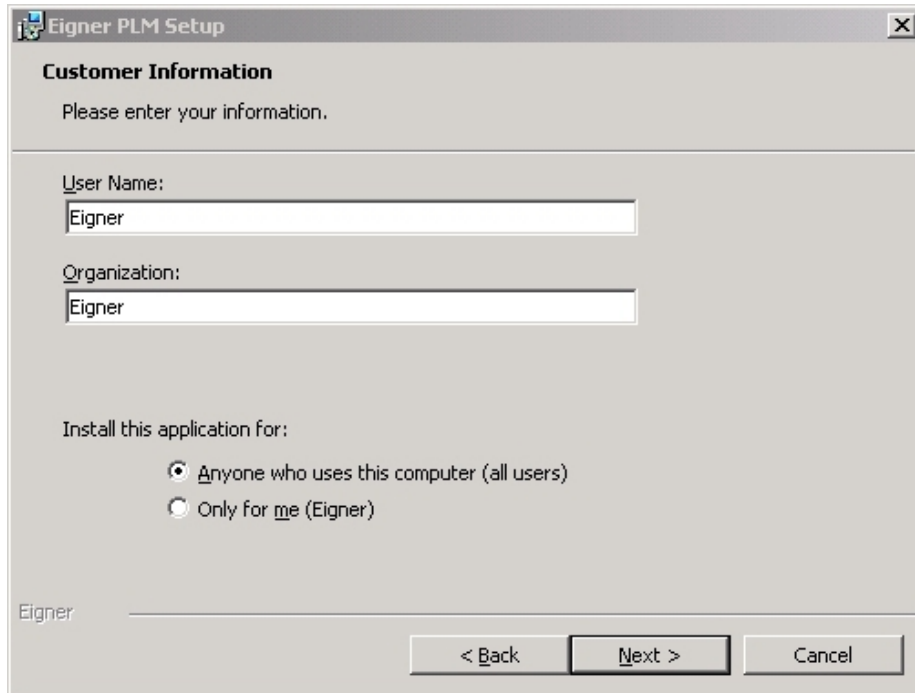 Eigner PLM Setup
Customer Information
Please enter your information.
User Name:
Eigner
Organization:
Eigner
Install this application for:
Anyone who uses this computer (all users)
Only for me (Eigner)
Eigner
< Back Next > Cancel